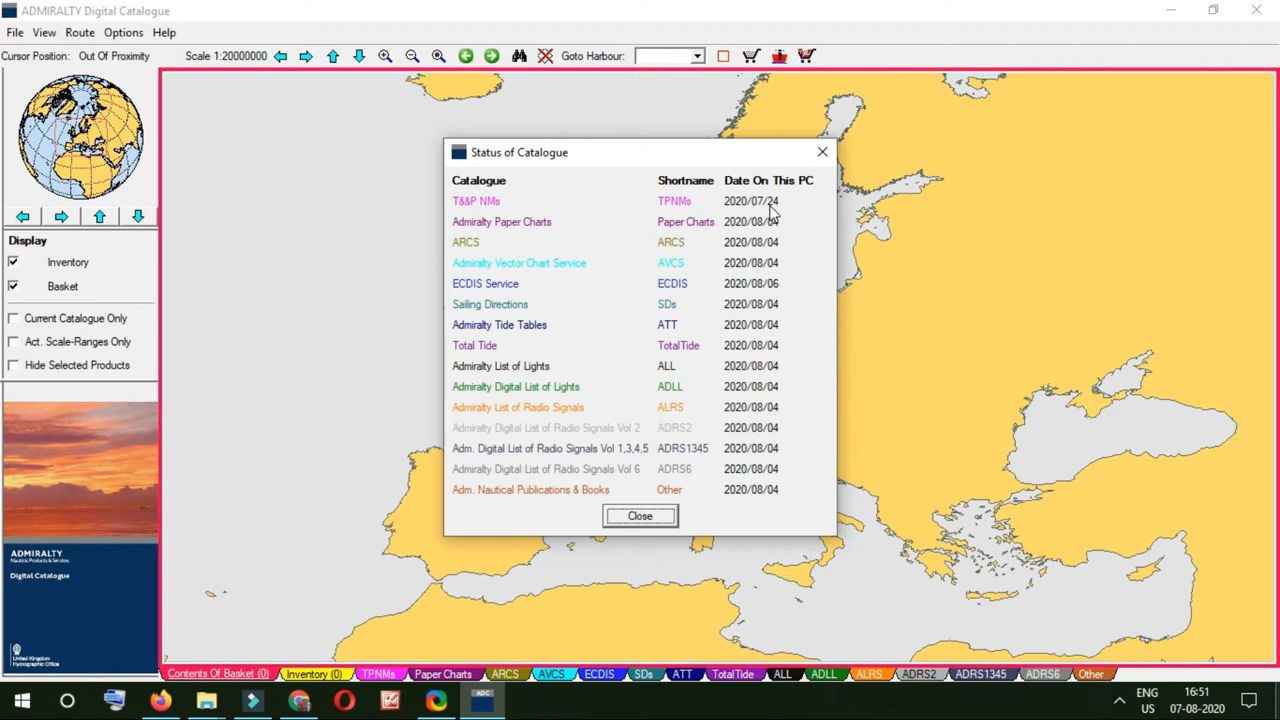 ADMIRALTY Digital Catalogue
File View Route Options Help
Cursor Position: Out Of Proximity Scale 1:20000000 Goto Harbour:
Display
Inventory
Basket
Current Catalogue Only
Act. Scale-Ranges Only
Hide Selected Products
ADMIRALTY
Nautical Products & Services
Digital Catalogue
United Kingdom
Hydrographic Office
Status of Catalogue
Catalogue Shortname Date On This PC
T&&P NMs TPNMs 2020/07/24
Admiralty Paper Charts Paper Charts 2020/08/04
ARCS ARCS 2020/08/04
Admiralty Vector Chart Service AVCS 2020/08/04
ECDIS Service ECDIS 2020/08/06
Sailing Directions SDs 2020/08/04
Admiralty Tide Tables ATT 2020/08/04
Total Tide TotalTide 2020/08/04
Admiralty List of Lights ALL 2020/08/04
Admiralty Digital List of Lights ADLL 2020/08/04
Admiralty List of Radio Signals ALRS 2020/08/04
Admiralty Digital List of Radio Signals Vol 2 ADRS2 2020/08/04
Adm. Digital List of Radio Signals Vol 1,3,4,5 ADRS1345 2020/08/04
Admiralty Digital List of Radio Signals Vol 6 ADRS6 2020/08/04
Adm. Nautical Publications & Books Other 2020/08/04
Close
Contents Of Basket (0) Inventory (0) TPNMs Paper Charts ARCS AVCS ECDIS SDs ATT TotalTide ALL ADLL ALRS ADRS2 ADRS1345 ADRS6 Other
ADC
ENG 16:51
US 07-08-2020